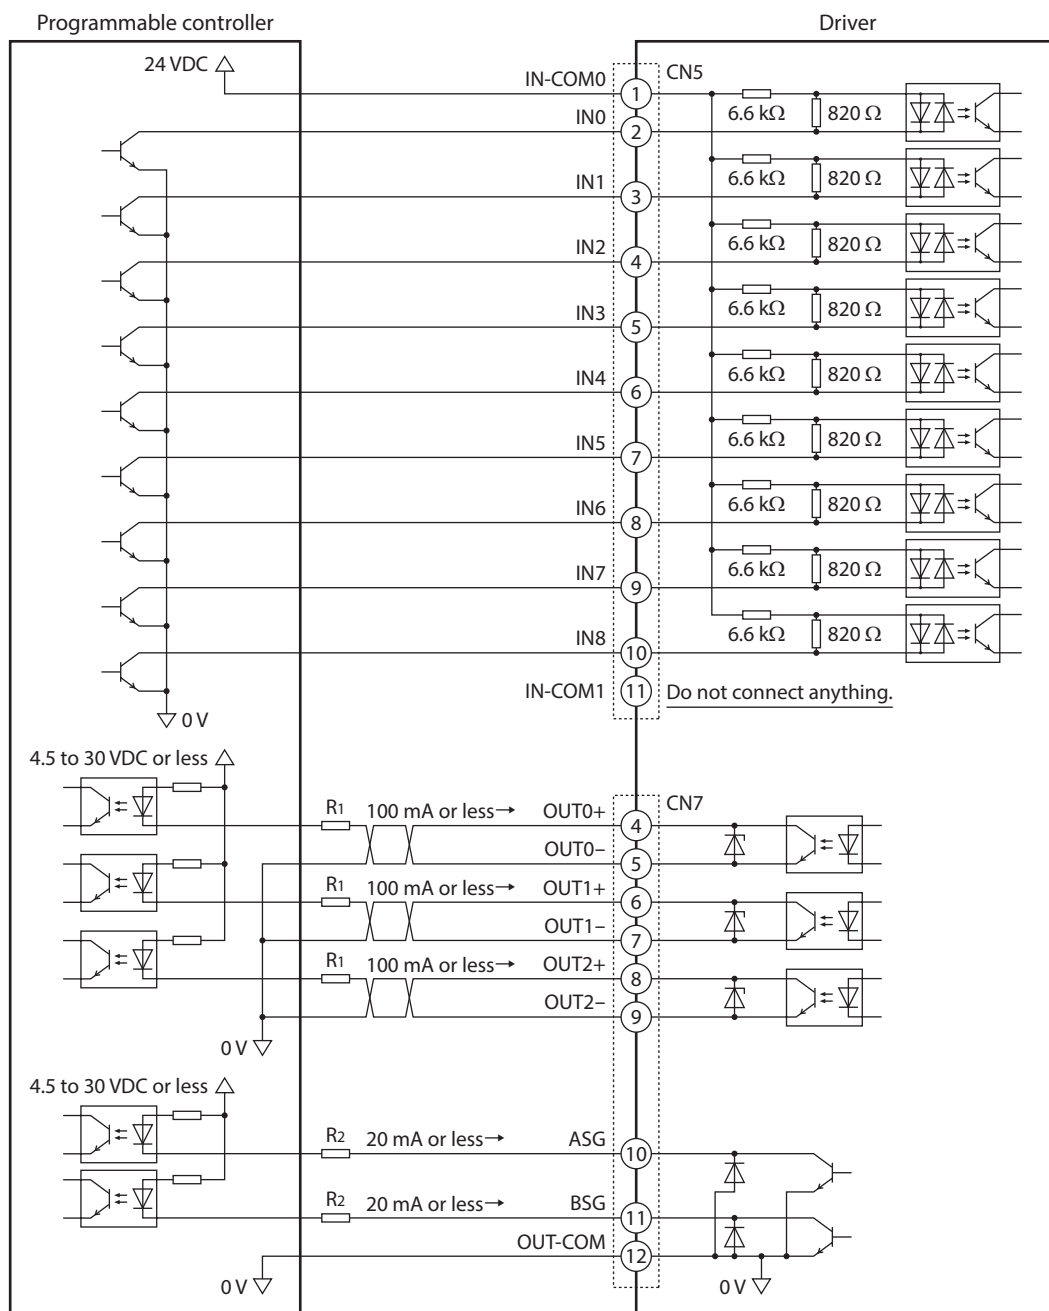 Programmable controller
Driver
24 VDC
IN-COM0
1
CN5
6.6 kΩ
820 Ω
IN0
2
IN1
3
6.6 kΩ
820 Ω
IN2
4
6.6 kΩ
820 Ω
IN3
5
6.6 kΩ
820 Ω
IN4
6
6.6 kΩ
820 Ω
IN5
7
6.6 kΩ
820 Ω
IN6
8
6.6 kΩ
820 Ω
IN7
9
6.6 kΩ
820 Ω
IN8
10
6.6 kΩ
820 Ω
IN-COM1
11
Do not connect anything.
0 V
4.5 to 30 VDC or less
CN7
R1
100 mA or less→
OUT0+
4
OUT0−
5
R1
100 mA or less→
OUT1+
6
OUT1−
7
R1
100 mA or less→
OUT2+
8
OUT2−
9
0 V
4.5 to 30 VDC or less
R2
20 mA or less→
ASG
10
R2
20 mA or less→
BSG
11
OUT-COM
12
0 V
0 V